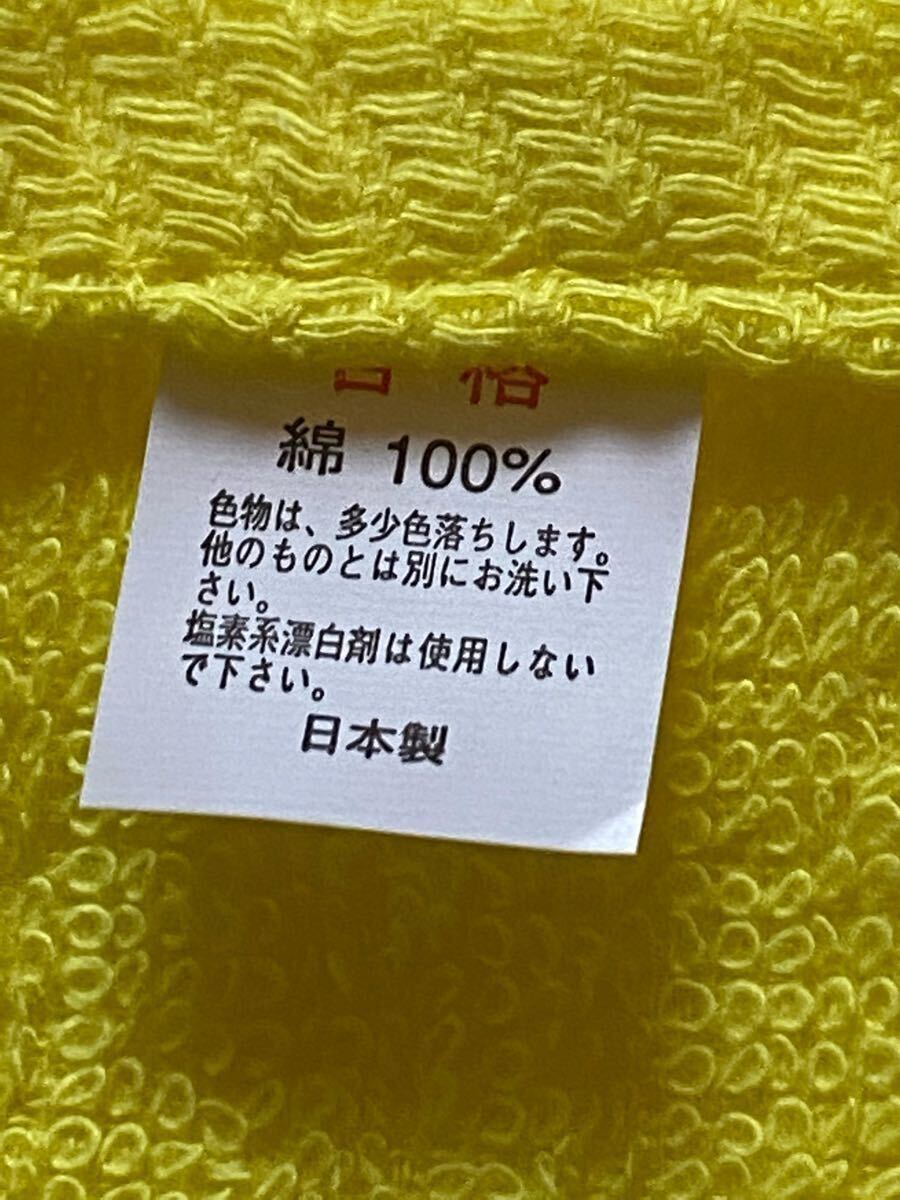 合格
綿 100%
色物は、多少色落ちします。
他のものとは別にお洗い下
さい。
塩素系漂白剤は使用しない
で下さい。
日本製